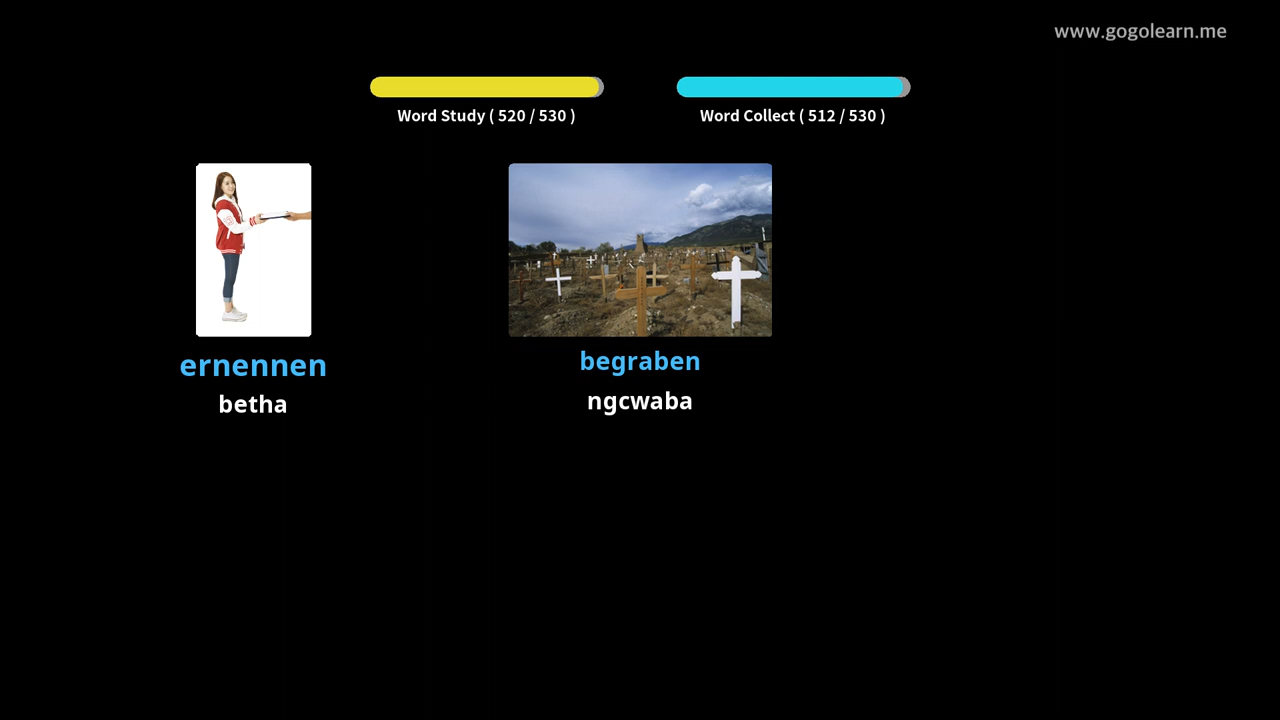 www.gogolearn.me
Word Study ( 520 / 530 )
Word Collect ( 512 / 530 )
ernennen
betha
begraben
ngcwaba